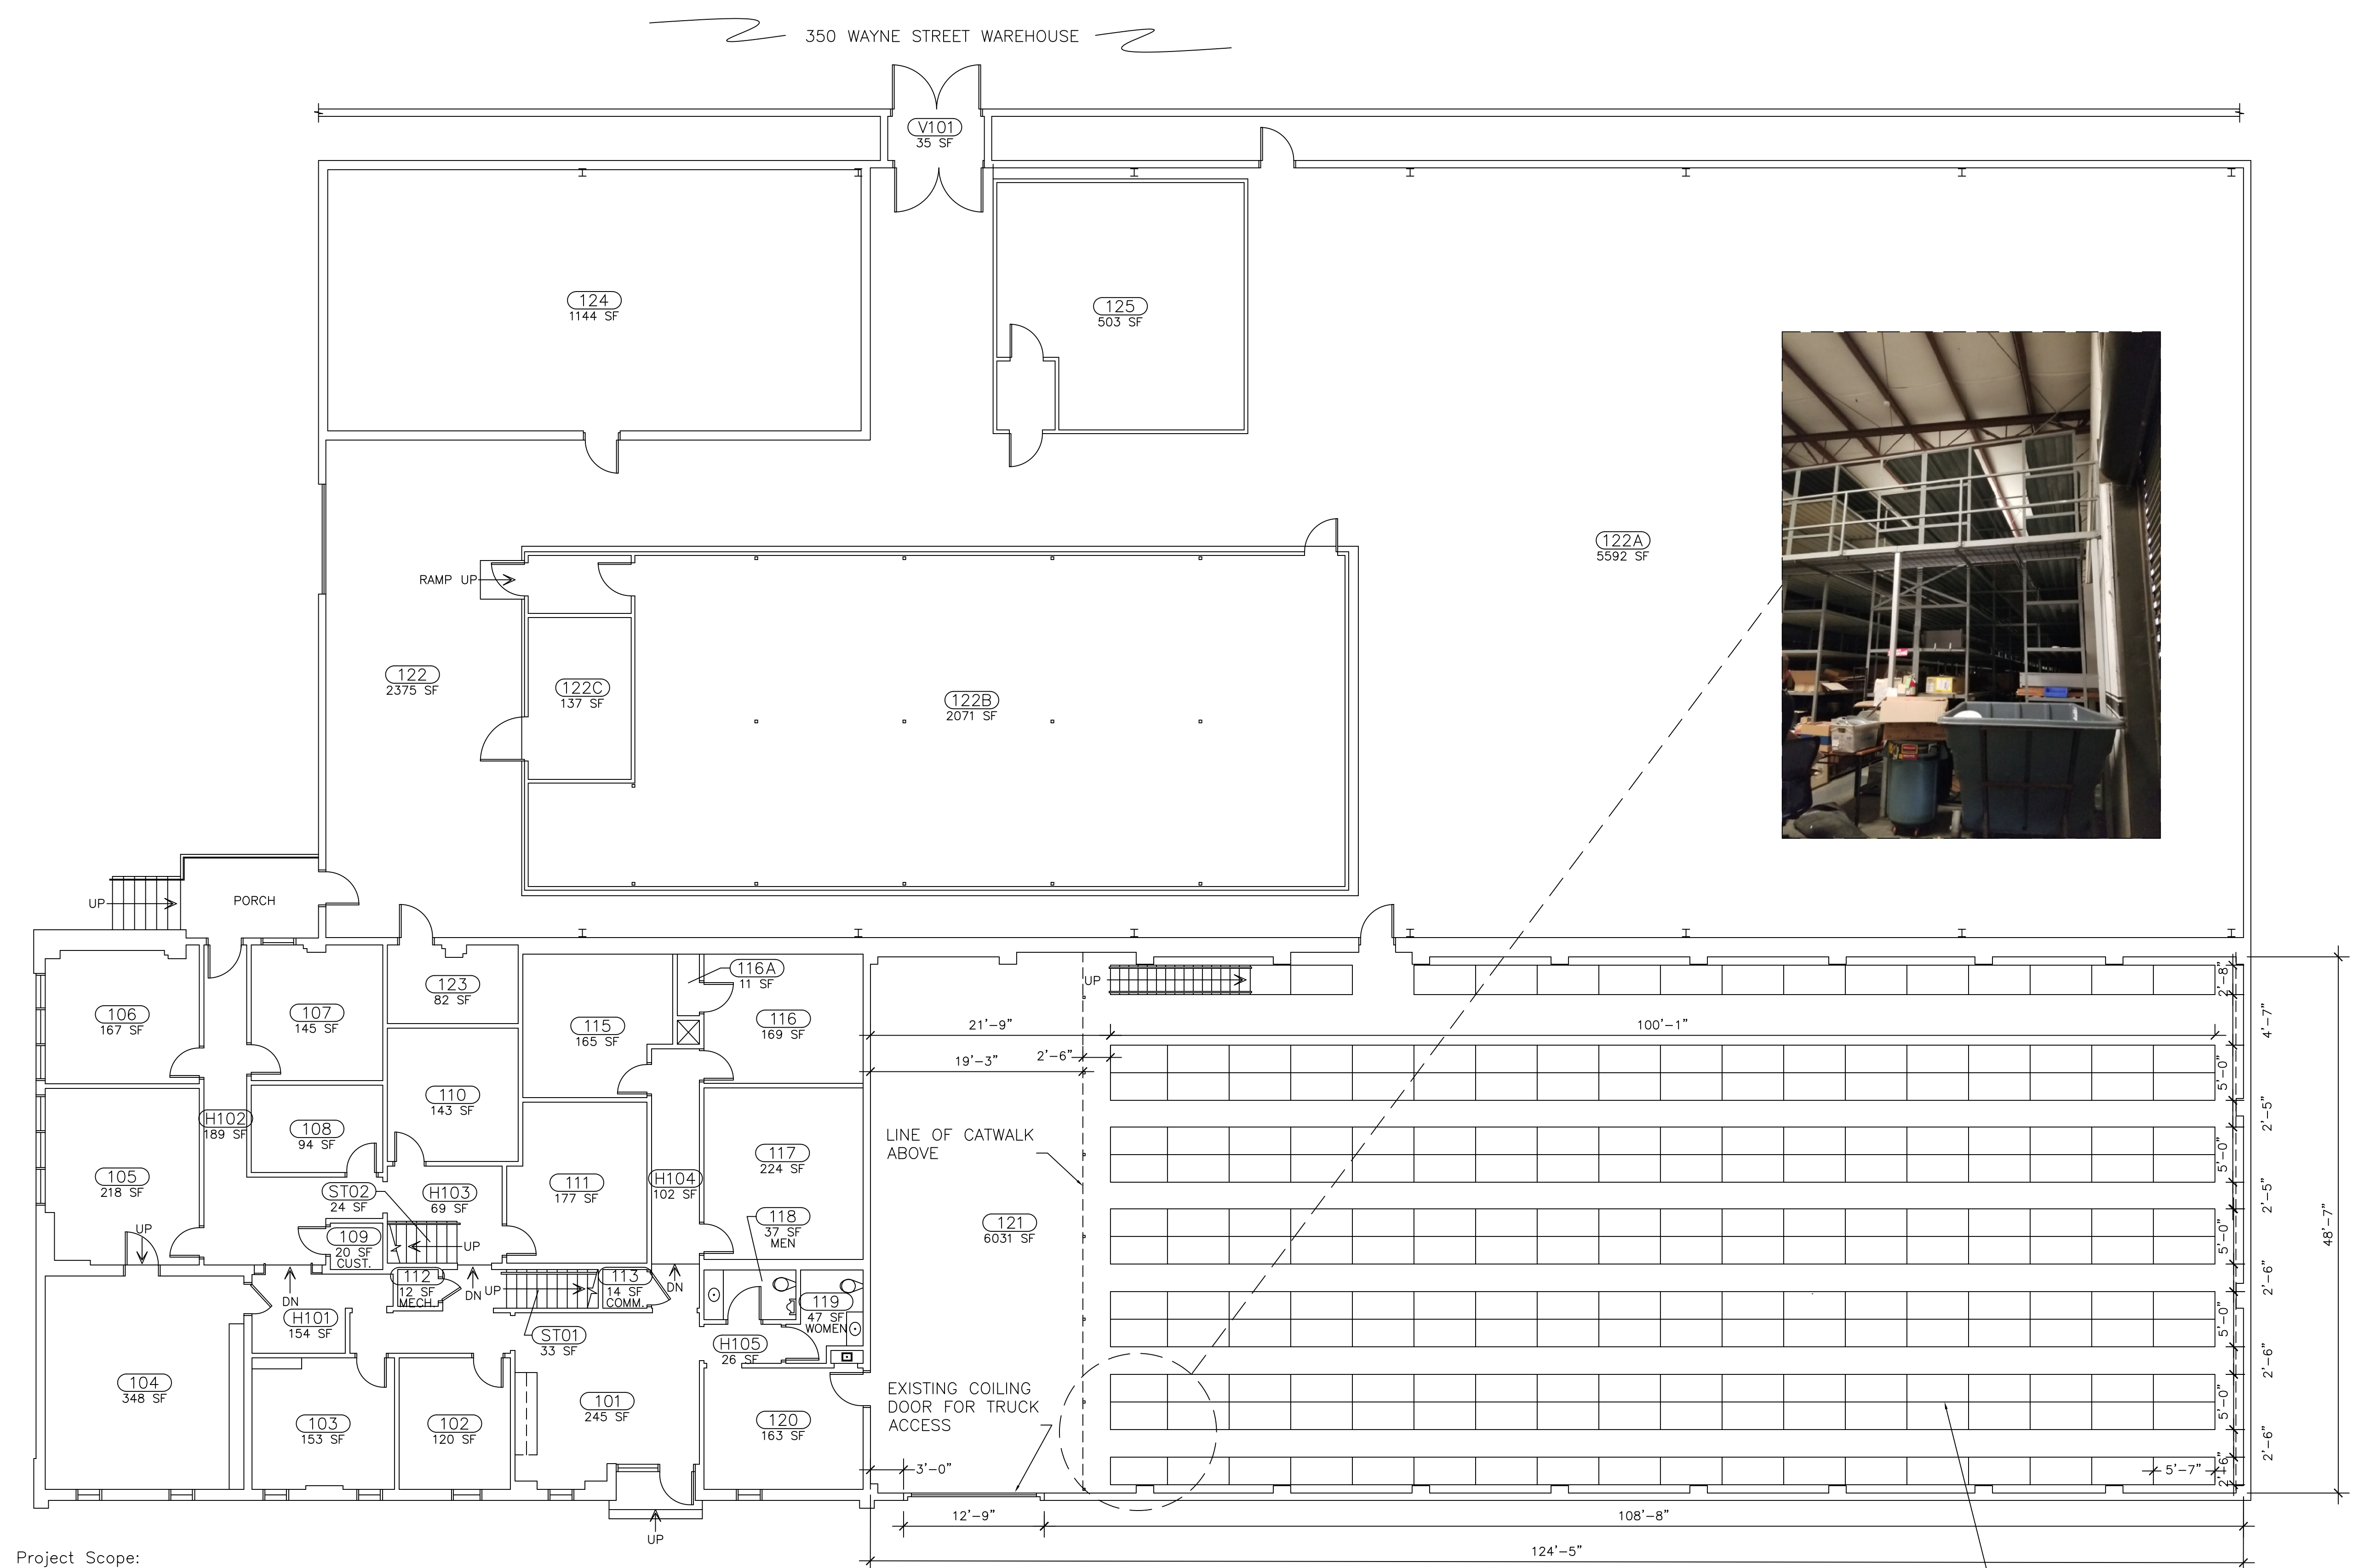 350 WAYNE STREET WAREHOUSE
V101
35 SF
124
1144 SF
125
503 SF
122A
5592 SF
RAMP UP
122
2375 SF
122C
137 SF
122B
2071 SF
UP
PORCH
106
167 SF
107
145 SF
123
82 SF
115
165 SF
116A
11 SF
116
169 SF
UP
2'-8"
21'-9"
100'-1"
4'-7"
19'-3"
2'-6"
5'-0"
110
143 SF
108
94 SF
H102
189 SF
2'-5"
LINE OF CATWALK
ABOVE
5'-0"
105
218 SF
117
224 SF
111
177 SF
H104
102 SF
ST02
24 SF
H103
69 SF
2'-5"
118
37 SF
MEN
121
6031 SF
48'-7"
UP
109
20 SF
CUST.
UP
5'-0"
112
12 SF
MECH.
DN
UP
113
14 SF
COMM.
DN
2'-6"
DN
H101
154 SF
119
47 SF
WOMEN
5'-0"
ST01
33 SF
H105
26 SF
2'-6"
104
348 SF
EXISTING COILING
DOOR FOR TRUCK
ACCESS
5'-0"
101
245 SF
103
153 SF
102
120 SF
120
163 SF
2'-6"
3'-0"
5'-7"
2'-6"
12'-9"
108'-8"
UP
124'-5"
Project Scope: